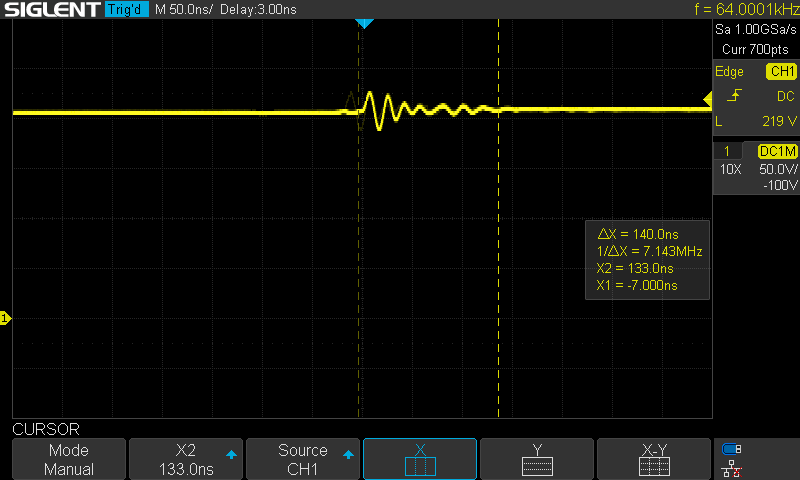 SIGLENT Trig'd M 50.0ns/ Delay:3.00ns f = 64.0001kHz
Sa 1.00GSa/s
Curr 700pts
Edge CH1
DC
L 219 V
1 DC1M
10X 50.0V/
-100V
ΔX = 140.0ns
1/ΔX = 7.143MHz
X2 = 133.0ns
X1 = -7.000ns
1
CURSOR
Mode
Manual
X2
133.0ns
Source
CH1
X
Y
X-Y